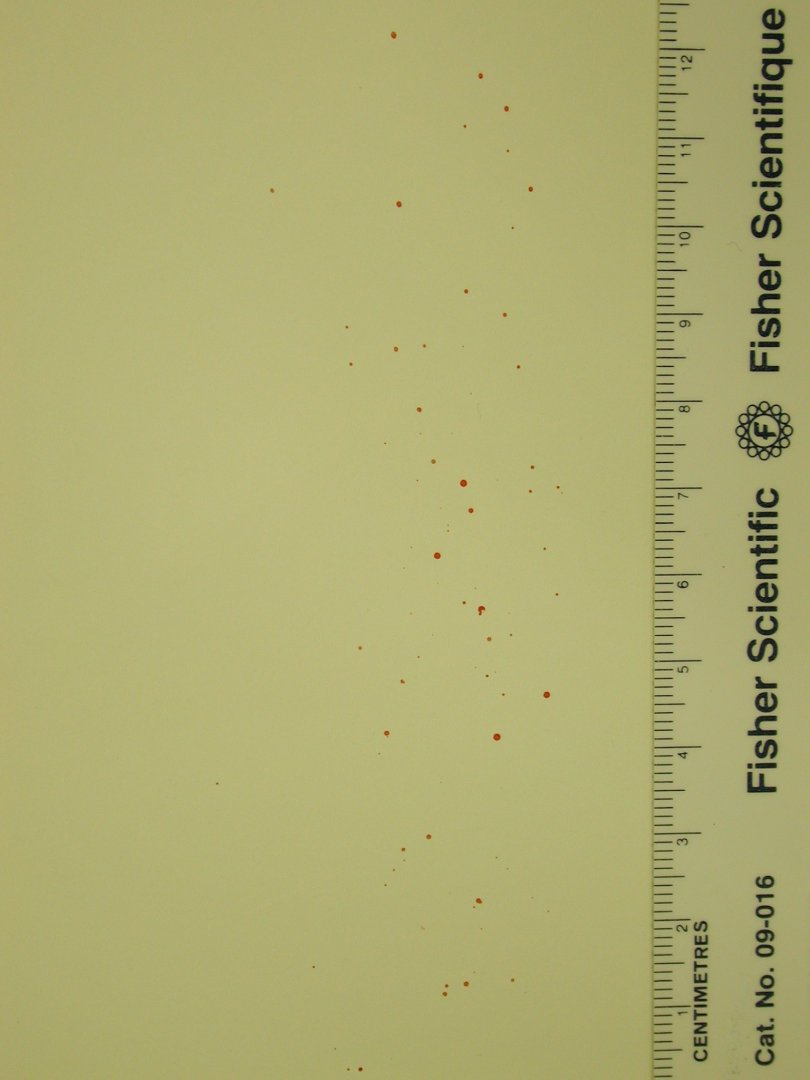 Cat. No. 09-016 Fisher Scientific f Fisher Scientifique
CENTIMETRES
1 2 3 4 5 6 7 8 9 10 11 12